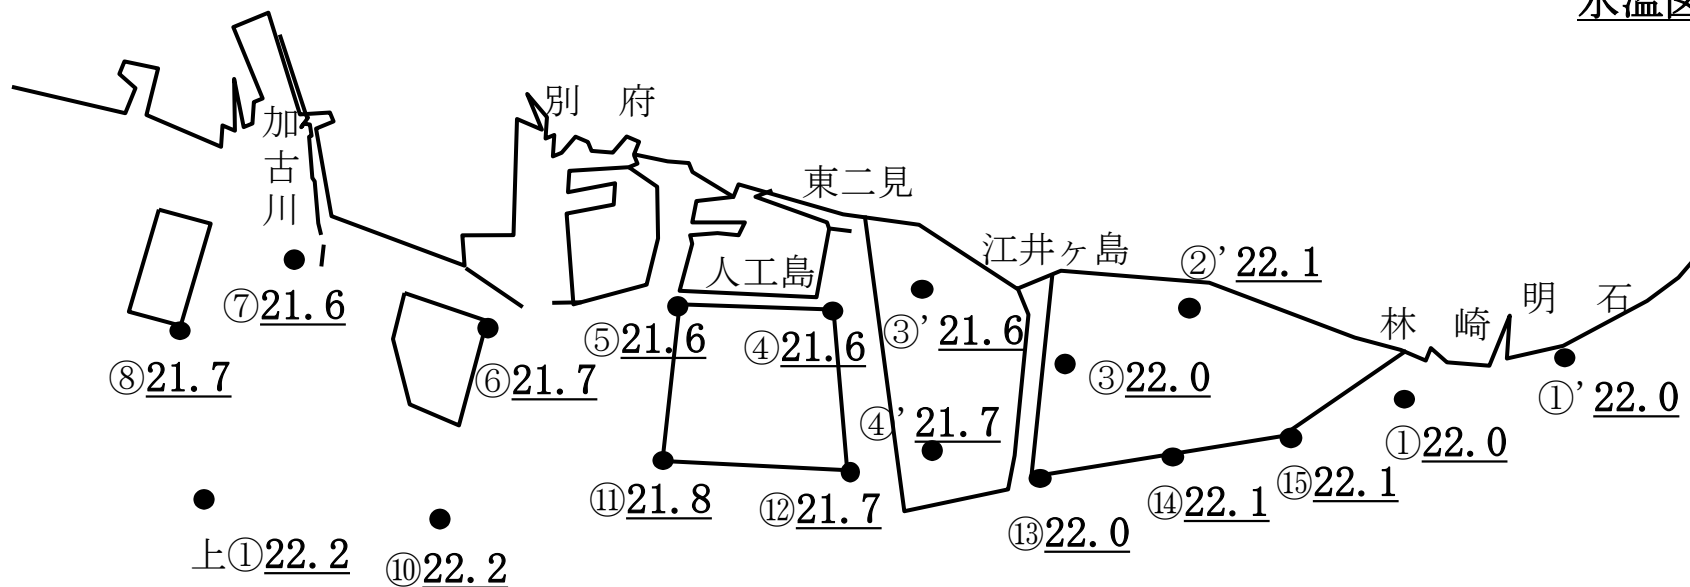 水温図
別　府
加古川
東二見
江井ヶ島
②’ 22.1
人工島
明　石
林　崎
⑦21.6
⑤21.6
④21.6
③’ 21.6
⑧21.7
⑥21.7
③22.0
①’ 22.0
④’ 21.7
①22.0
⑪21.8
⑫21.7
⑭22.1
⑮22.1
⑬22.0
上①22.2
⑩22.2